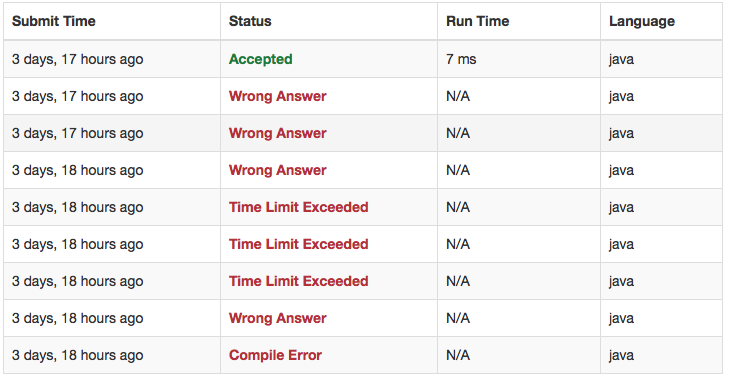 Submit Time Status Run Time Language
3 days, 17 hours ago Accepted 7 ms java
3 days, 17 hours ago Wrong Answer N/A java
3 days, 17 hours ago Wrong Answer N/A java
3 days, 18 hours ago Wrong Answer N/A java
3 days, 18 hours ago Time Limit Exceeded N/A java
3 days, 18 hours ago Time Limit Exceeded N/A java
3 days, 18 hours ago Time Limit Exceeded N/A java
3 days, 18 hours ago Wrong Answer N/A java
3 days, 18 hours ago Compile Error N/A java